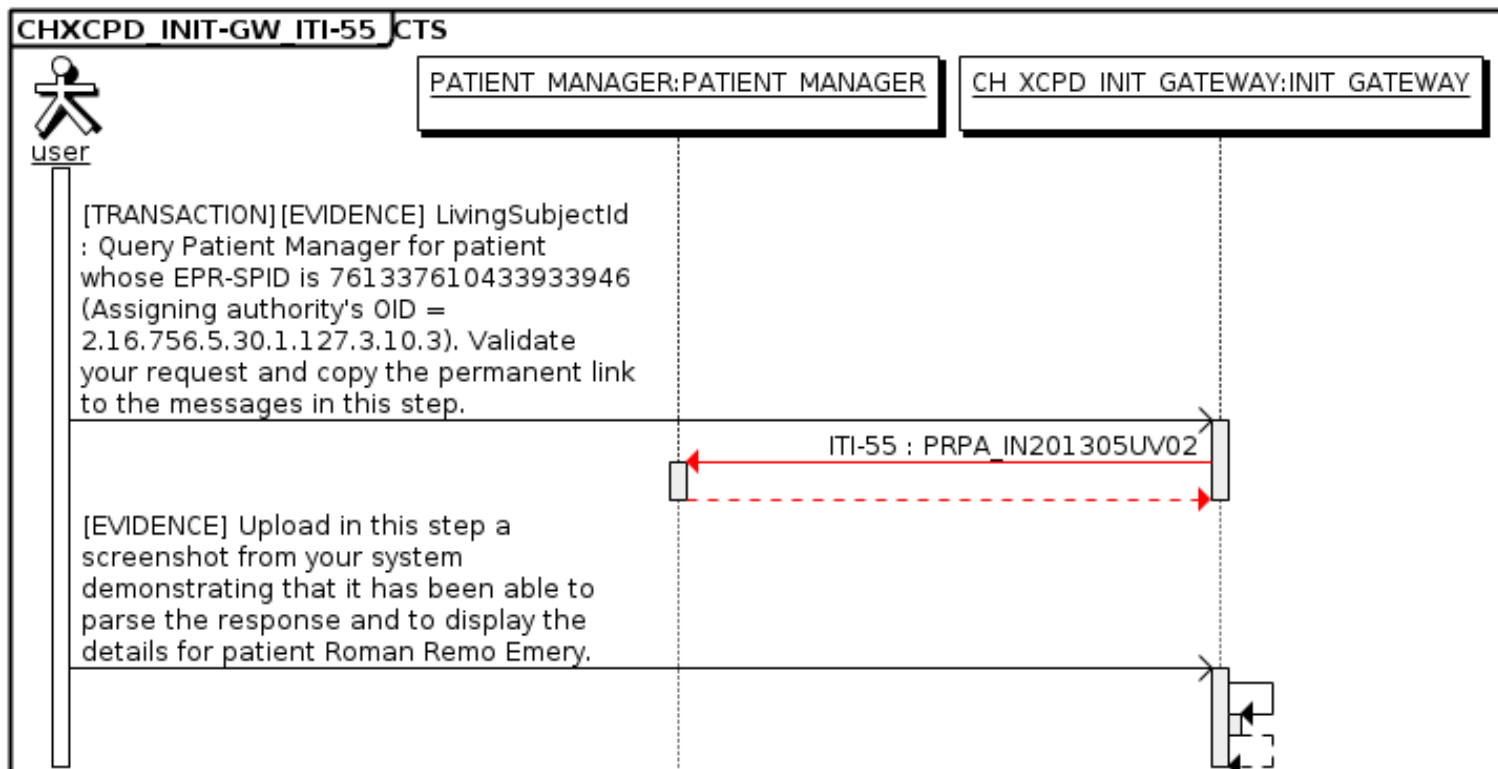 CHXCPD_INIT-GW_ITI-55_CTS
user
PATIENT_MANAGER:PATIENT_MANAGER
CH_XCPD_INIT_GATEWAY:INIT_GATEWAY
[TRANSACTION][EVIDENCE] LivingSubjectId
: Query Patient Manager for patient
whose EPR-SPID is 761337610433933946
(Assigning authority's OID =
2.16.756.5.30.1.127.3.10.3). Validate
your request and copy the permanent link
to the messages in this step.
ITI-55 : PRPA_IN201305UV02
[EVIDENCE] Upload in this step a
screenshot from your system
demonstrating that it has been able to
parse the response and to display the
details for patient Roman Remo Emery.